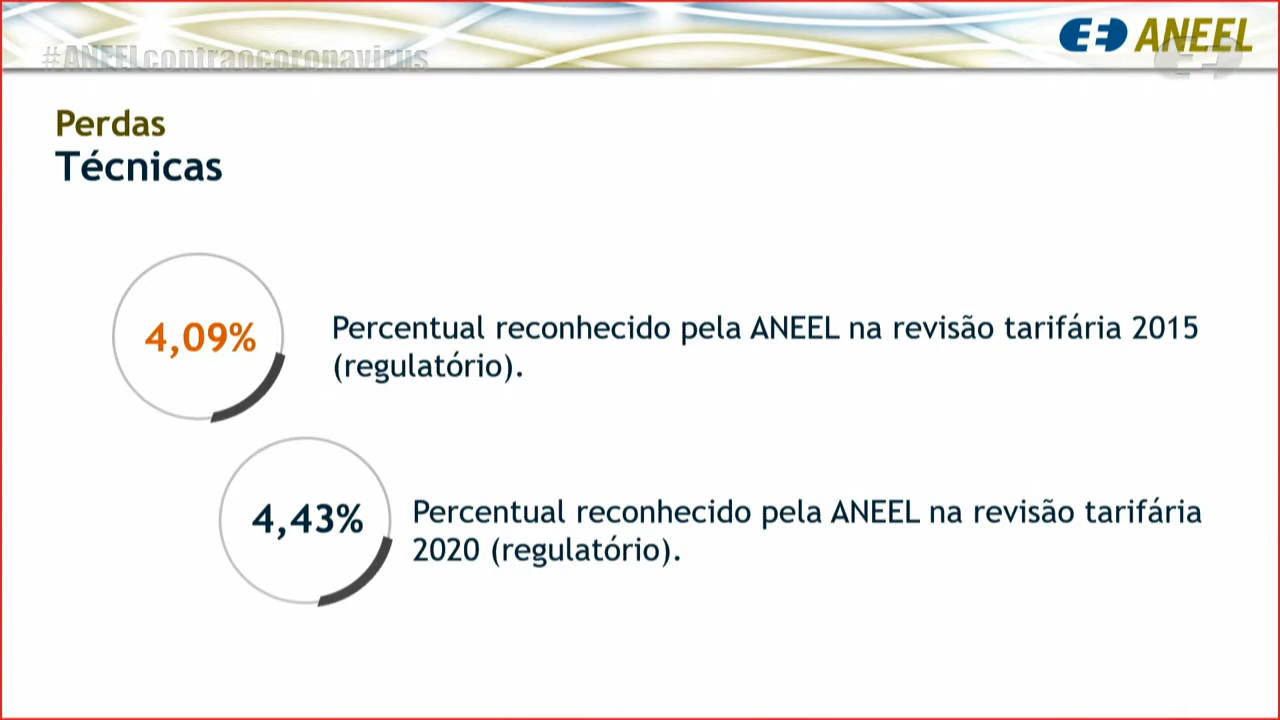 #ANEELcontraocoronavirus
ANEEL
Perdas
Técnicas
4,09%
Percentual reconhecido pela ANEEL na revisão tarifária 2015
(regulatório).
4,43%
Percentual reconhecido pela ANEEL na revisão tarifária
2020 (regulatório).